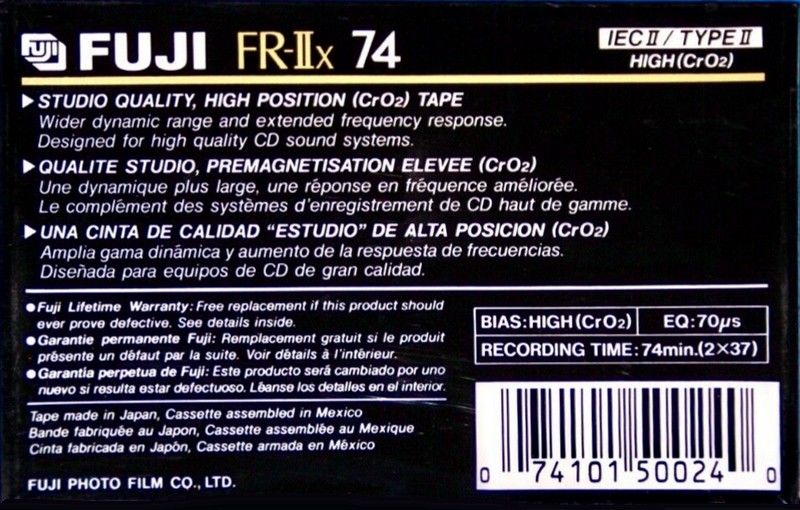 FUJI FUJI FR-IIx 74
IEC II / TYPE II
HIGH (CrO2)
▶ STUDIO QUALITY, HIGH POSITION (CrO2) TAPE
Wider dynamic range and extended frequency response.
Designed for high quality CD sound systems.
▶ QUALITE STUDIO, PREMAGNETISATION ELEVEE (CrO2)
Une dynamique plus large, une réponse en fréquence améliorée.
Le complément des systèmes d'enregistrement de CD haut de gamme.
▶ UNA CINTA DE CALIDAD "ESTUDIO" DE ALTA POSICION (CrO2)
Amplia gama dinámica y aumento de la respuesta de frecuencias.
Diseñada para equipos de CD de gran calidad.
● Fuji Lifetime Warranty: Free replacement if this product should
ever prove defective. See details inside.
● Garantie permanente Fuji: Remplacement gratuit si le produit
présente un défaut par la suite. Voir détails à l'intérieur.
● Garantía perpetua de Fuji: Este producto será cambiado por uno
nuevo si resulta estar defectuoso. Léanse los detalles en el interior.
Tape made in Japan, Cassette assembled in Mexico
Bande fabriquée au Japon, Cassette assemblée au Mexique
Cinta fabricada en Japón, Cassette armada en México
FUJI PHOTO FILM CO., LTD.
BIAS: HIGH (CrO2) EQ: 70μs
RECORDING TIME: 74min. (2×37)
0 74101 50024 0